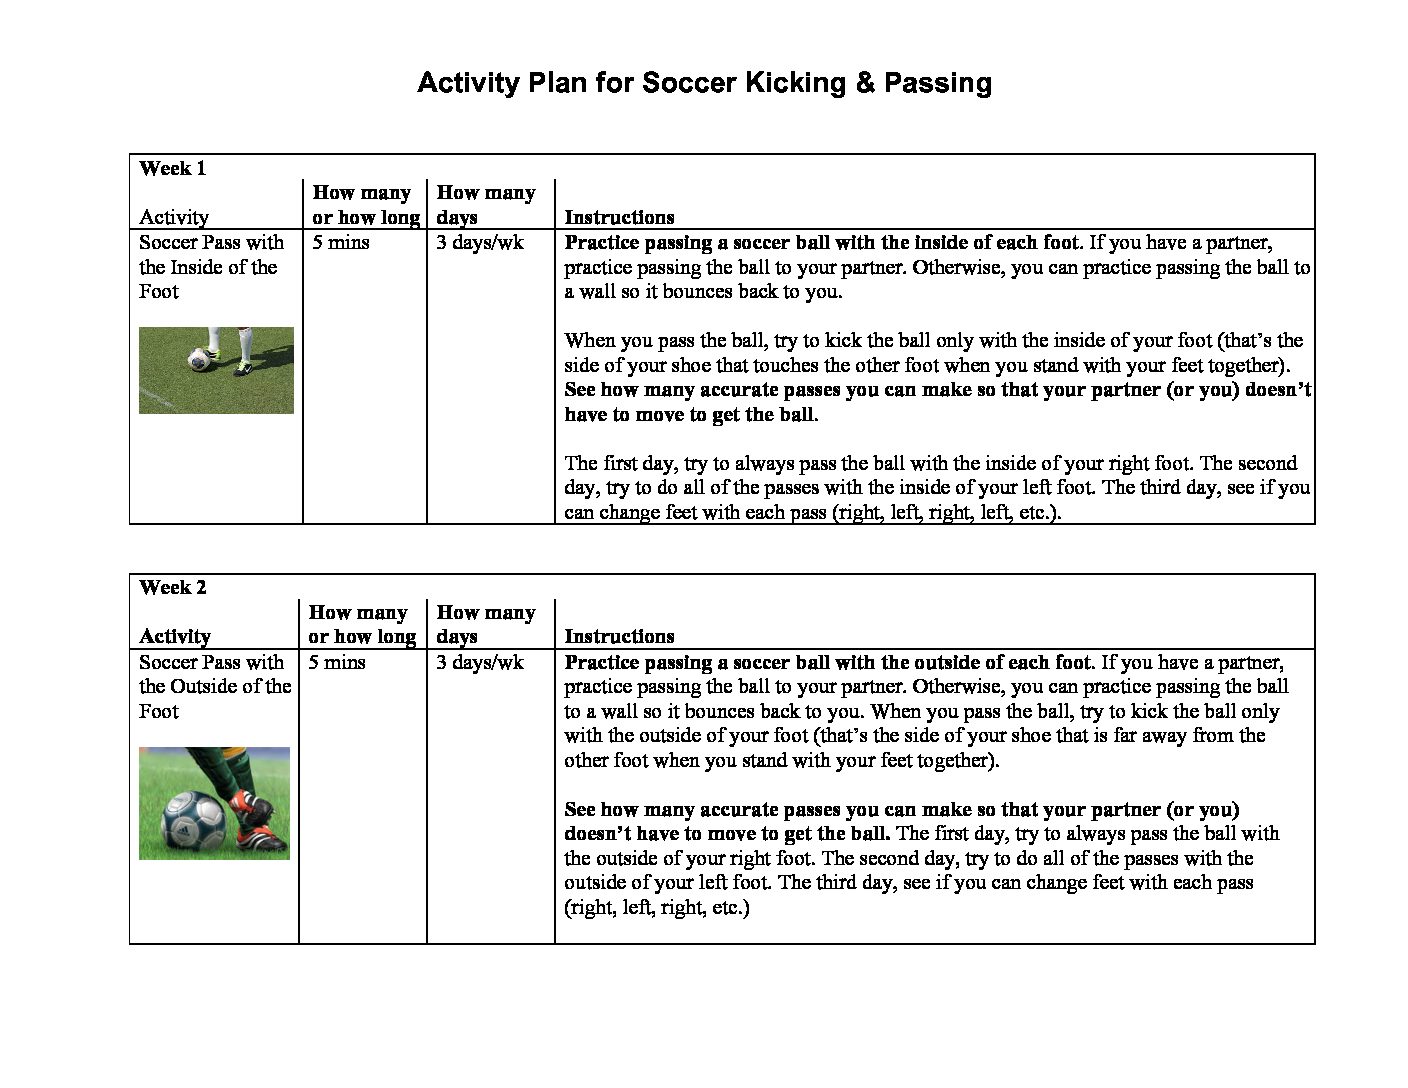 Activity Plan for Soccer Kicking & Passing
Week 1
Activity
How many
or how long
How many
days
Instructions
Soccer Pass with
the Inside of the
Foot
5 mins
3 days/wk
Practice passing a soccer ball with the inside of each foot. If you have a partner,
practice passing the ball to your partner. Otherwise, you can practice passing the ball to
a wall so it bounces back to you.
When you pass the ball, try to kick the ball only with the inside of your foot (that’s the
side of your shoe that touches the other foot when you stand with your feet together).
See how many accurate passes you can make so that your partner (or you) doesn’t
have to move to get the ball.
The first day, try to always pass the ball with the inside of your right foot. The second
day, try to do all of the passes with the inside of your left foot. The third day, see if you
can change feet with each pass (right, left, right, left, etc.).
Week 2
Activity
How many
or how long
How many
days
Instructions
Soccer Pass with
the Outside of the
Foot
5 mins
3 days/wk
Practice passing a soccer ball with the outside of each foot. If you have a partner,
practice passing the ball to your partner. Otherwise, you can practice passing the ball
to a wall so it bounces back to you. When you pass the ball, try to kick the ball only
with the outside of your foot (that’s the side of your shoe that is far away from the
other foot when you stand with your feet together).
See how many accurate passes you can make so that your partner (or you)
doesn’t have to move to get the ball. The first day, try to always pass the ball with
the outside of your right foot. The second day, try to do all of the passes with the
outside of your left foot. The third day, see if you can change feet with each pass
(right, left, right, etc.)